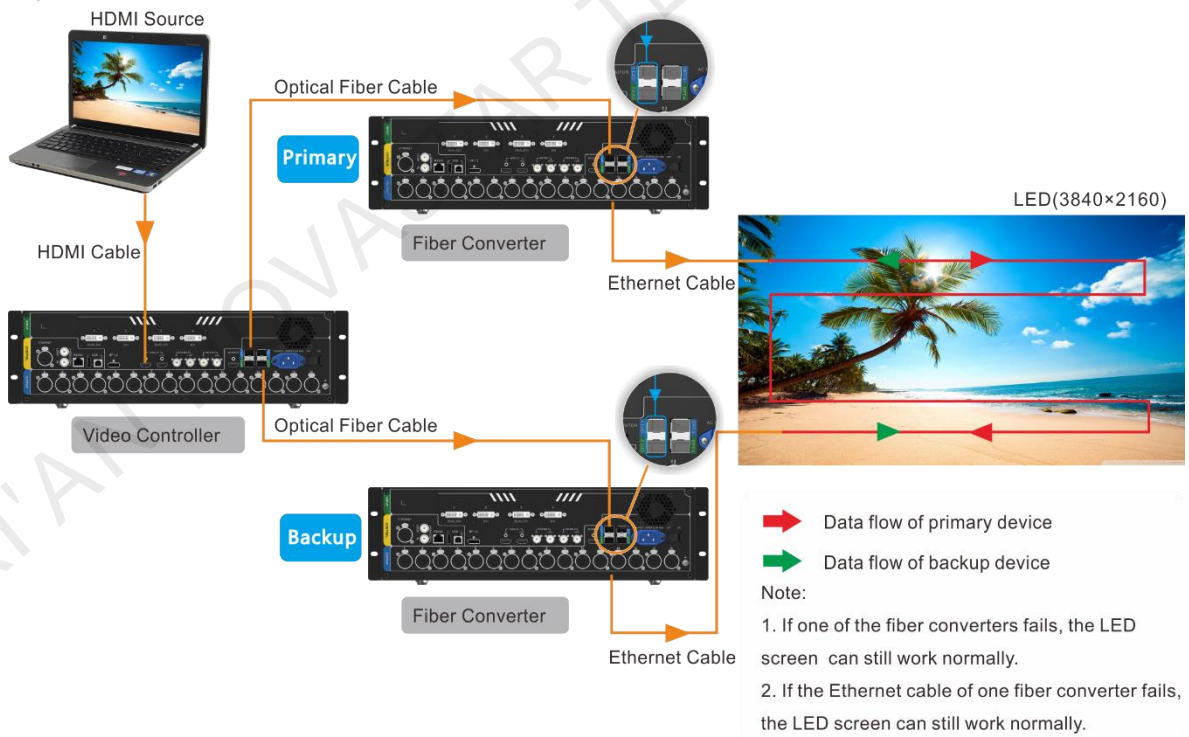 HDMI Source
Optical Fiber Cable
Primary
LED(3840×2160)
Fiber Converter
HDMI Cable
Ethernet Cable
Optical Fiber Cable
Video Controller
Backup
Data flow of primary device
Data flow of backup device
Fiber Converter
Note:
1. If one of the fiber converters fails, the LED
screen can still work normally.
Ethernet Cable
2. If the Ethernet cable of one fiber converter fails,
the LED screen can still work normally.